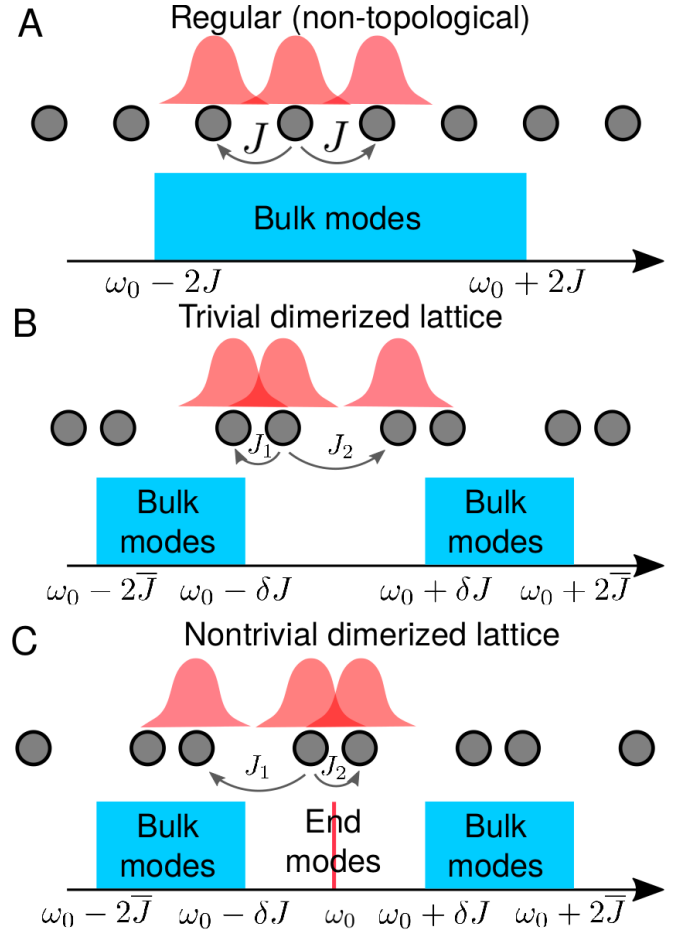 A
Regular (non-topological)
J J
Bulk modes
ω₀ − 2J ω₀ + 2J
B
Trivial dimerized lattice
J₁ J₂
Bulk modes Bulk modes
ω₀ − 2J̅ ω₀ − δJ ω₀ + δJ ω₀ + 2J̅
C
Nontrivial dimerized lattice
J₁ J₂
Bulk modes End modes Bulk modes
ω₀ − 2J̅ ω₀ − δJ ω₀ ω₀ + δJ ω₀ + 2J̅